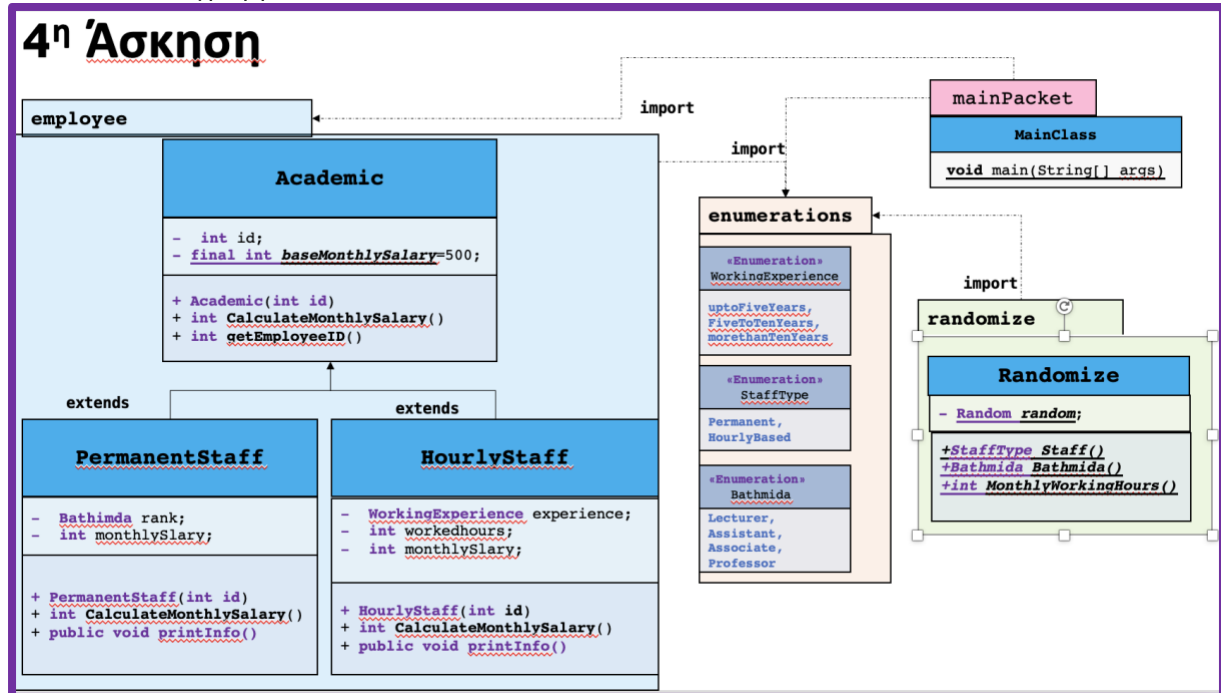 4η Άσκηση
employee
import
import
mainPacket
MainClass
void main(String[] args)
Academic
- int id;
- final int baseMonthlySalary=500;
+ Academic(int id)
+ int CalculateMonthlySalary()
+ int getEmployeeID()
extends
extends
PermanentStaff
- Bathimda rank;
- int monthlySlary;
+ PermanentStaff(int id)
+ int CalculateMonthlySalary()
+ public void printInfo()
HourlyStaff
- WorkingExperience experience;
- int workedhours;
- int monthlySlary;
+ HourlyStaff(int id)
+ int CalculateMonthlySalary()
+ public void printInfo()
enumerations
«Enumeration»
WorkingExperience
uptoFiveYears,
FiveToTenYears,
morethanTenYears
«Enumeration»
StaffType
Permanent,
HourlyBased
«Enumeration»
Bathmida
Lecturer,
Assistant,
Associate,
Professor
import
randomize
Randomize
- Random random;
+StaffType Staff()
+Bathmida Bathmida()
+int MonthlyWorkingHours()